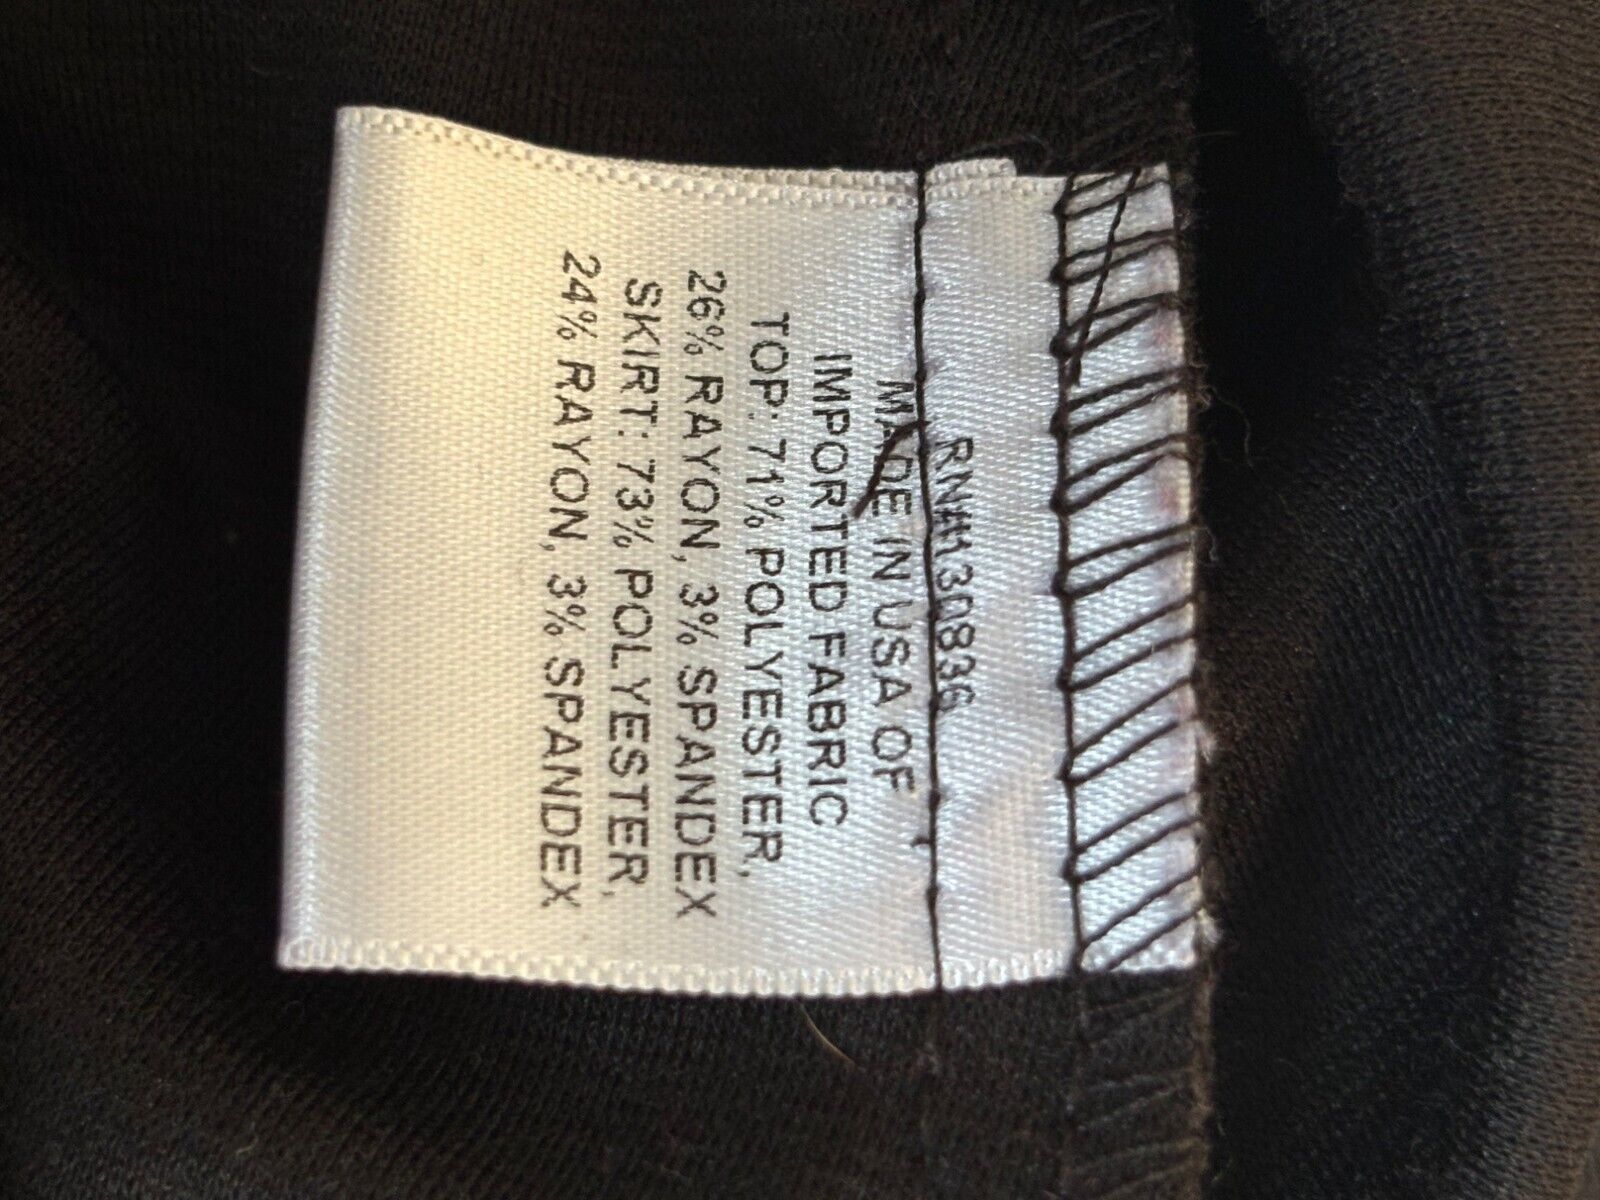 RN#130836
MADE IN USA OF
IMPORTED FABRIC
TOP: 71% POLYESTER,
26% RAYON, 3% SPANDEX
SKIRT: 73% POLYESTER,
24% RAYON, 3% SPANDEX